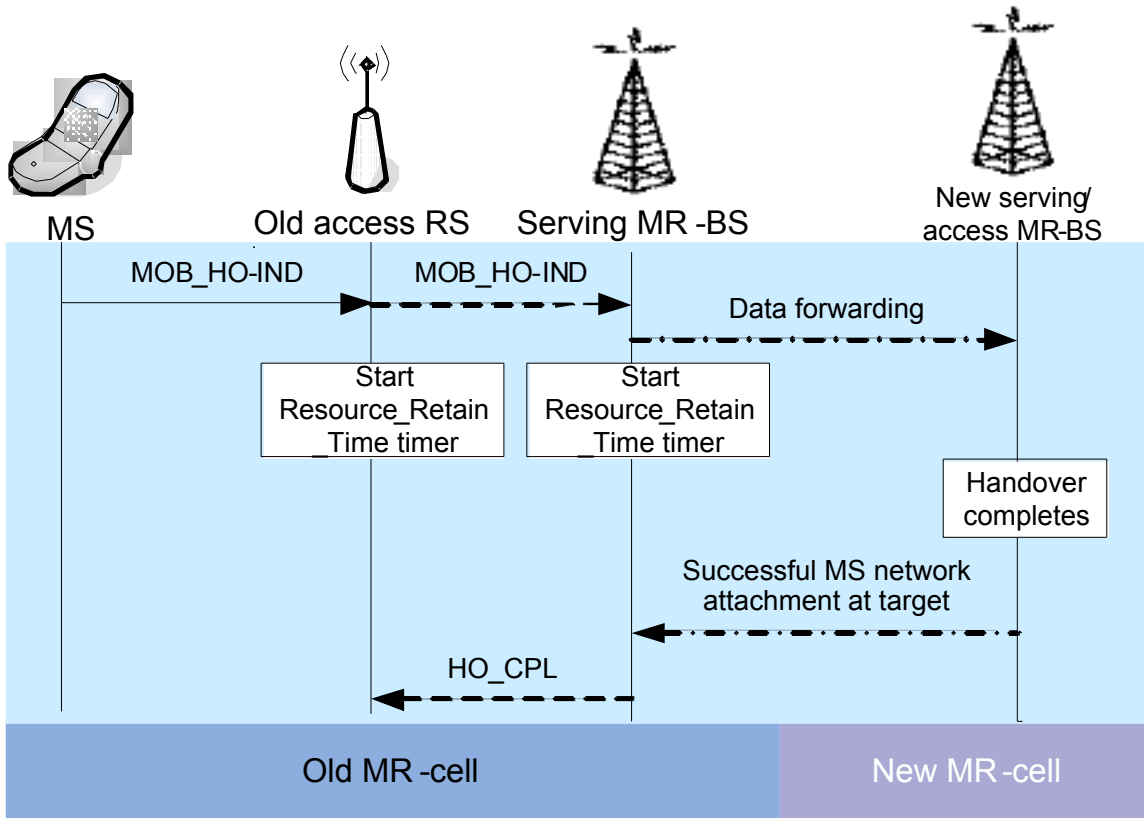 MS
Old access RS
Serving MR -BS
New serving/
access MR-BS
MOB_HO-IND
MOB_HO-IND
Data forwarding
Start
Resource_Retain
_Time timer
Start
Resource_Retain
_Time timer
Handover
completes
Successful MS network
attachment at target
HO_CPL
Old MR -cell
New MR -cell